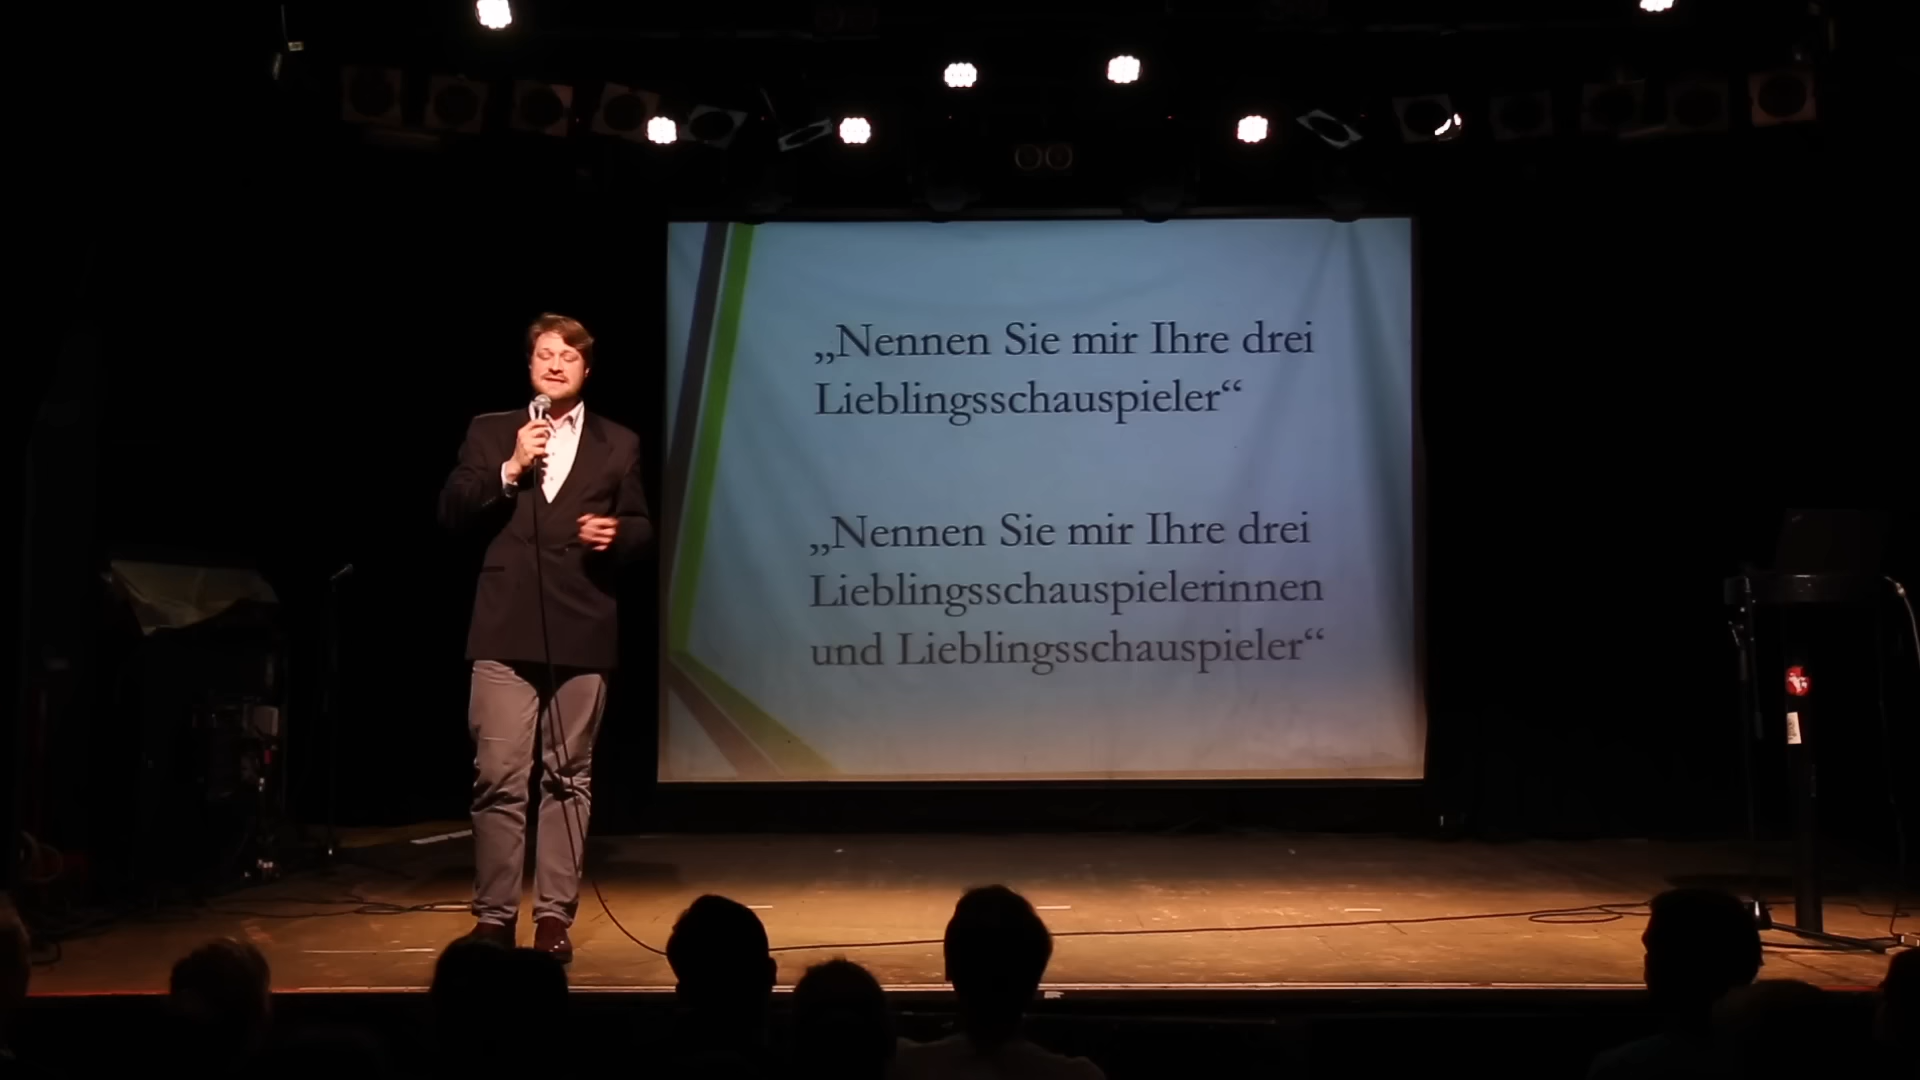 „Nennen Sie mir Ihre drei
Lieblingsschauspieler“
„Nennen Sie mir Ihre drei
Lieblingsschauspielerinnen
und Lieblingsschauspieler“